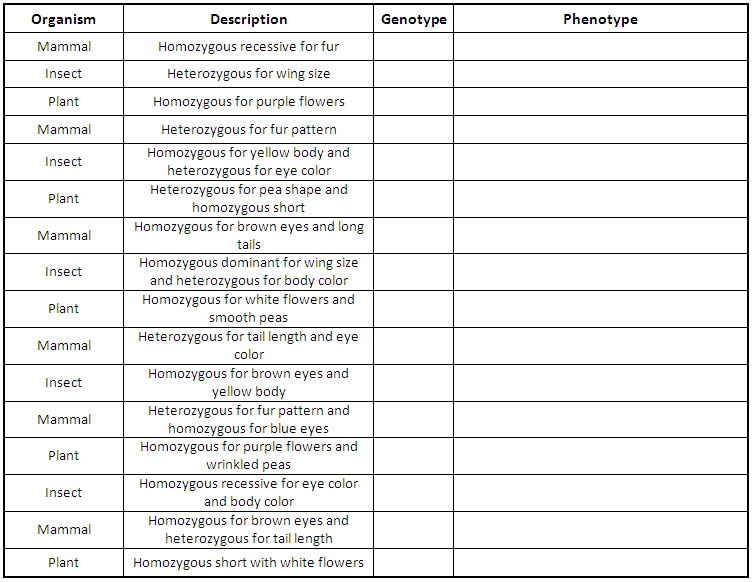 Organism Description Genotype Phenotype
Mammal Homozygous recessive for fur
Insect Heterozygous for wing size
Plant Homozygous for purple flowers
Mammal Heterozygous for fur pattern
Insect Homozygous for yellow body and
heterozygous for eye color
Plant Heterozygous for pea shape and
homozygous short
Mammal Homozygous for brown eyes and long
tails
Insect Homozygous dominant for wing size
and heterozygous for body color
Plant Homozygous for white flowers and
smooth peas
Mammal Heterozygous for tail length and eye
color
Insect Homozygous for brown eyes and
yellow body
Mammal Heterozygous for fur pattern and
homozygous for blue eyes
Plant Homozygous for purple flowers and
wrinkled peas
Insect Homozygous recessive for eye color
and body color
Mammal Homozygous for brown eyes and
heterozygous for tail length
Plant Homozygous short with white flowers